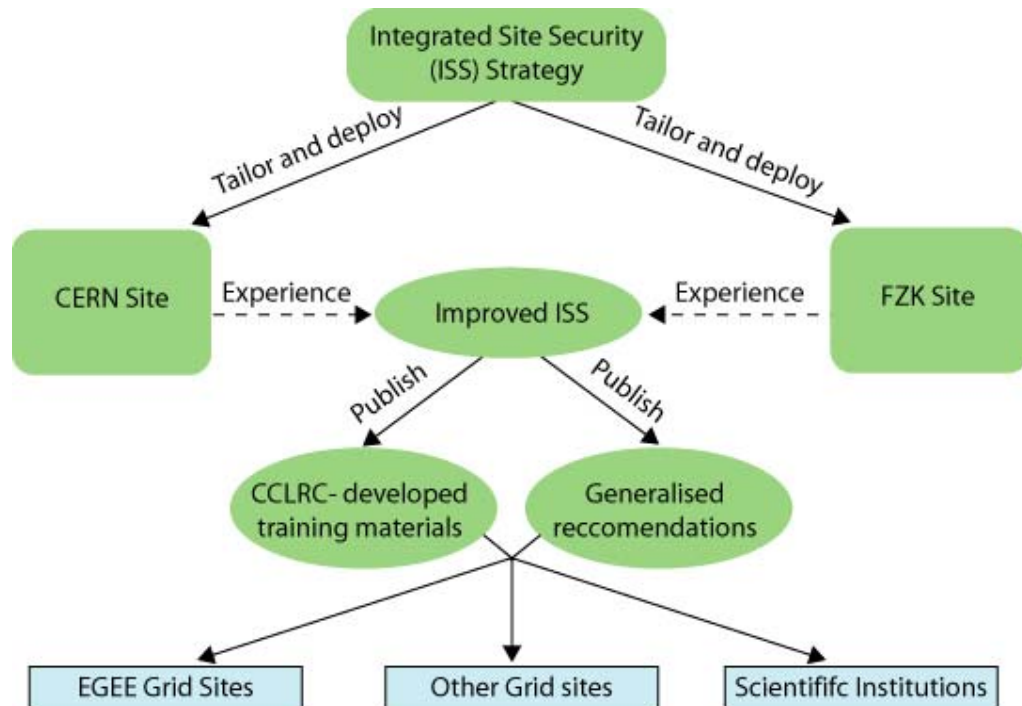 Integrated Site Security
(ISS) Strategy
Tailor and deploy
Tailor and deploy
CERN Site
Experience
Improved ISS
Experience
FZK Site
Publish
Publish
CCLRC- developed
training materials
Generalised
reccomendations
EGEE Grid Sites
Other Grid sites
Scientififc Institutions